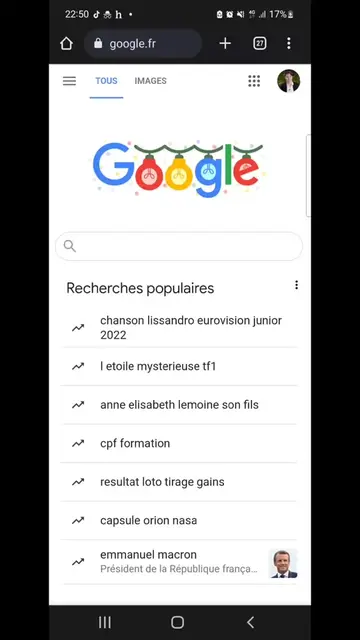 22:50
4G
17%
google.fr
27
TOUS
IMAGES
Google
Recherches populaires
chanson lissandro eurovision junior
2022
l etoile mysterieuse tf1
anne elisabeth lemoine son fils
cpf formation
resultat loto tirage gains
capsule orion nasa
emmanuel macron
Président de la République frança...